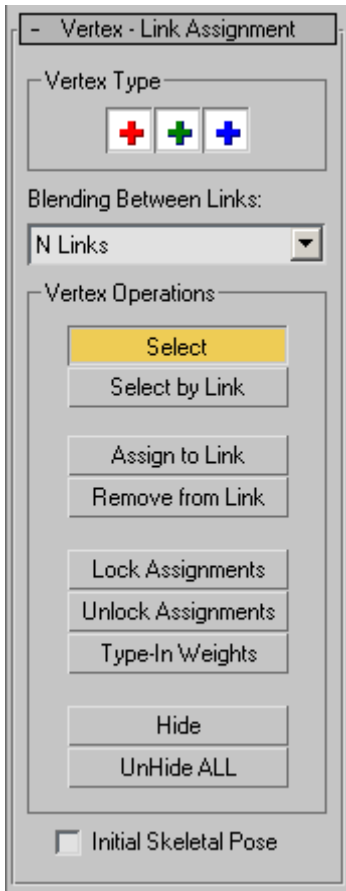 - Vertex - Link Assignment
Vertex Type
Blending Between Links:
N Links
Vertex Operations
Select
Select by Link
Assign to Link
Remove from Link
Lock Assignments
Unlock Assignments
Type-In Weights
Hide
UnHide ALL
Initial Skeletal Pose